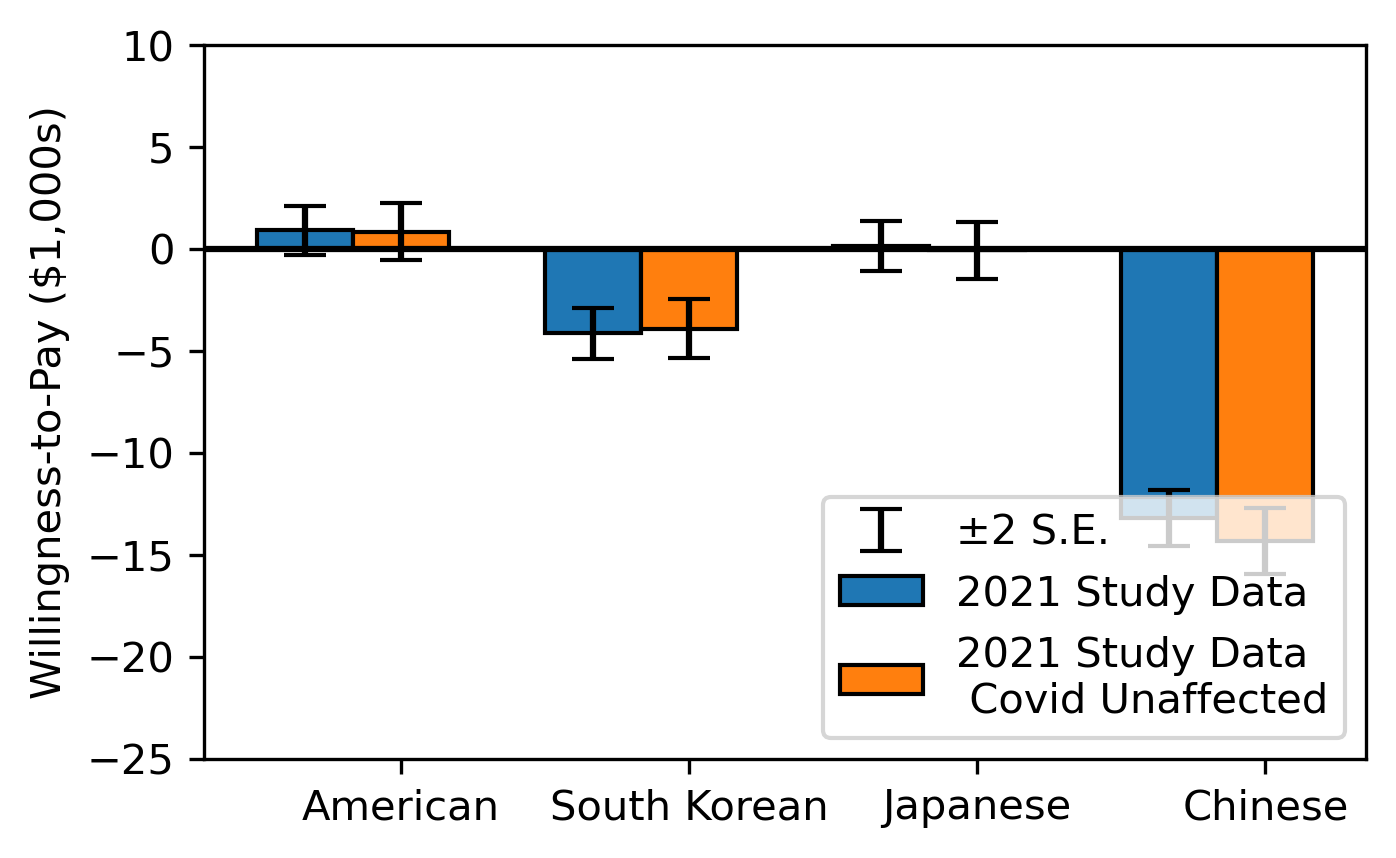 Willingness-to-Pay ($1,000s)
10
5
0
−5
−10
−15
−20
−25
±2 S.E.
2021 Study Data
2021 Study Data
Covid Unaffected
American South Korean Japanese Chinese